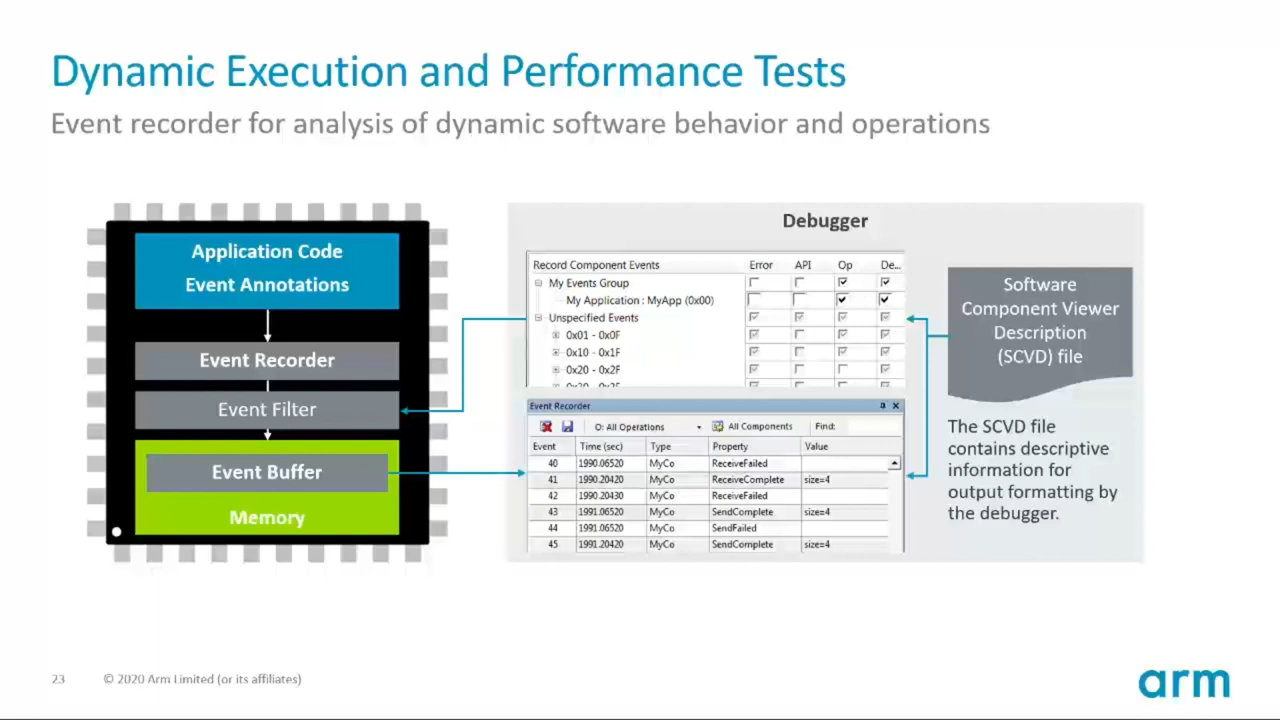 Dynamic Execution and Performance Tests
Event recorder for analysis of dynamic software behavior and operations
Application Code
Event Annotations
Event Recorder
Event Filter
Event Buffer
Memory
Debugger
Record Component Events Error API Op De...
My Events Group
My Application : MyApp (0x00)
Unspecified Events
0x01 - 0x0F
0x10 - 0x1F
0x20 - 0x2F
Event Recorder
O: All Operations All Components Find:
Event Time (sec) Type Property Value
40 1990.06520 MyCo ReceiveFailed
41 1990.20420 MyCo ReceiveComplete size=4
42 1990.20430 MyCo ReceiveFailed
43 1991.06520 MyCo SendComplete size=4
44 1991.06520 MyCo SendFailed
45 1991.20420 MyCo SendComplete size=4
Software
Component Viewer
Description
(SCVD) file
The SCVD file
contains descriptive
information for
output formatting by
the debugger.
23 © 2020 Arm Limited (or its affiliates)
arm